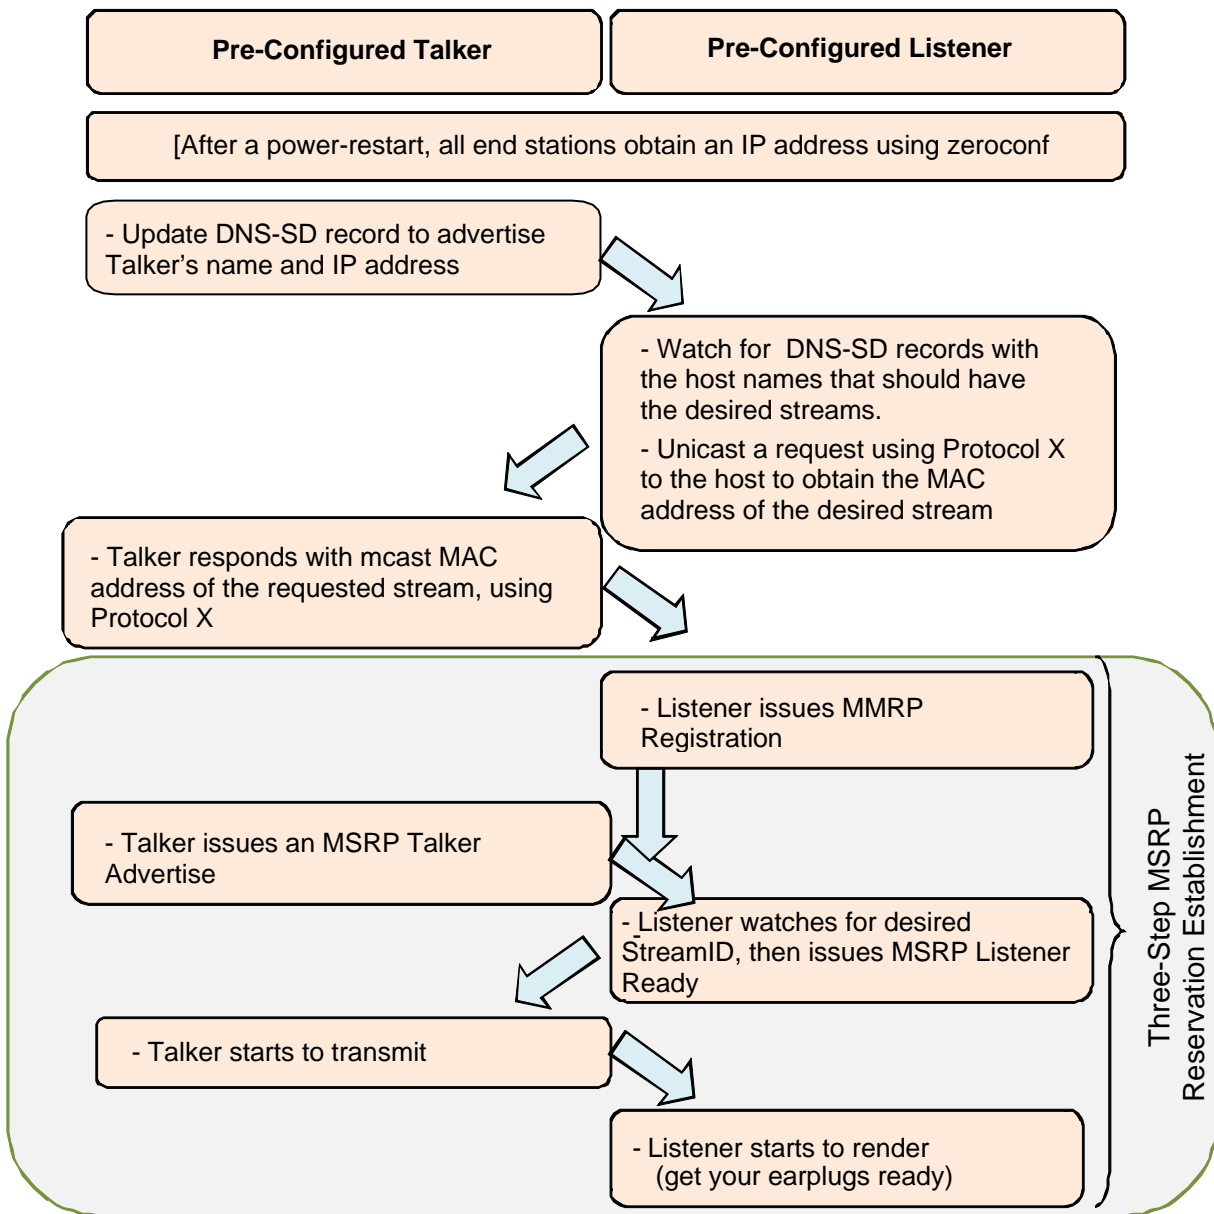 Pre-Configured Talker
Pre-Configured Listener
[After a power-restart, all end stations obtain an IP address using zeroconf
- Update DNS-SD record to advertise
Talker’s name and IP address
- Watch for DNS-SD records with
the host names that should have
the desired streams.
- Unicast a request using Protocol X
to the host to obtain the MAC
address of the desired stream
- Talker responds with mcast MAC
address of the requested stream, using
Protocol X
- Listener issues MMRP
Registration
- Talker issues an MSRP Talker
Advertise
- Listener watches for desired
StreamID, then issues MSRP Listener
Ready
- Talker starts to transmit
- Listener starts to render
(get your earplugs ready)
Three-Step MSRP
Reservation Establishment